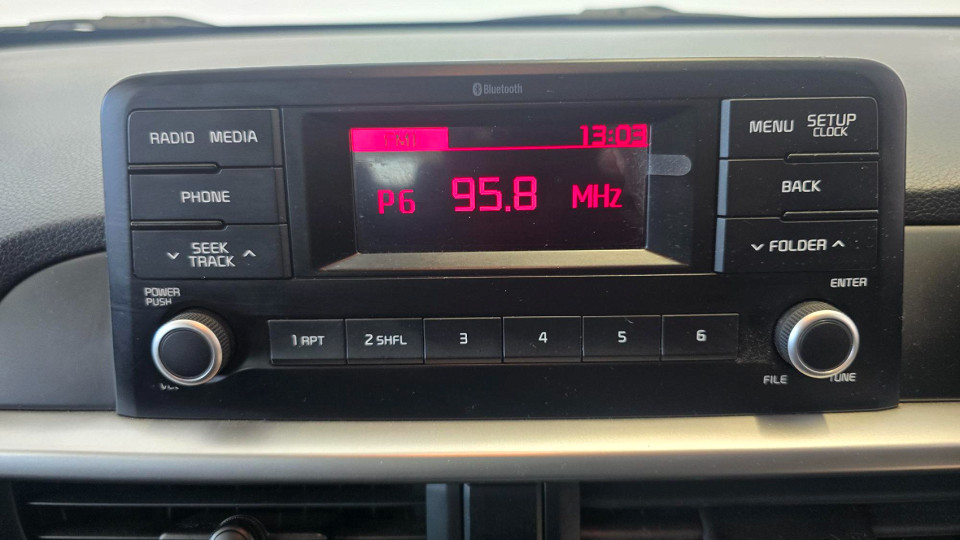 Bluetooth
RADIO MEDIA
PHONE
SEEK
TRACK
POWER
PUSH
FM1 13:03
P6 95.8 MHz
MENU SETUP
CLOCK
BACK
FOLDER
ENTER
1 RPT 2 SHFL 3 4 5 6
FILE TUNE